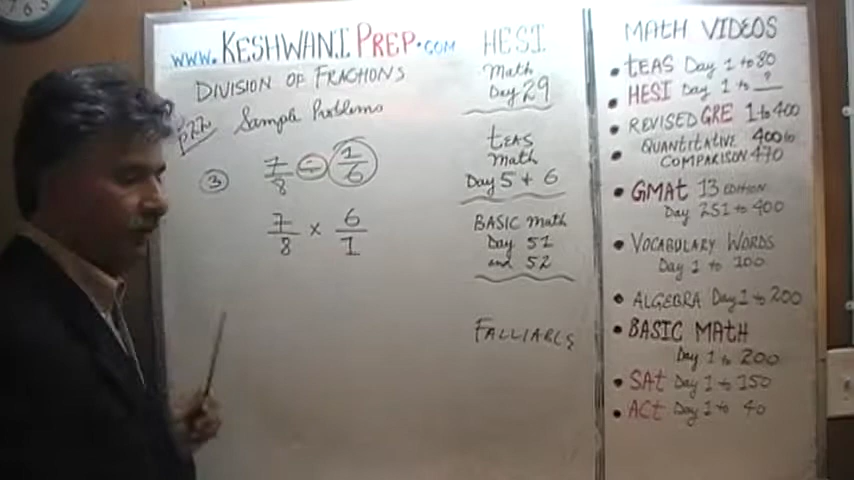 www.KESHWANIPREP.COM
DIVISION OF FRACTIONS
P22 Sample Problems
3 7/8 ÷ 1/6
7/8 x 6/1
HESI
Math
Day 29
tEAS
Math
Day 5 + 6
BASIC Math
Day 51
and 52
FALLIABLE
MATH VIDEOS
• tEAS Day 1 to 80
• HESI Day 1 to ?
• REVISED GRE 1 to 400
• QUANTITATIVE 400 to
COMPARISON 470
• GMAt 13 EDITION
Day 251 to 400
• VOCABULARY WORDS
Day 1 to 100
• ALGEBRA Day 1 to 200
• BASIC MATH
Day 1 to 200
• SAt Day 1 to 150
• ACt Day 1 to 40